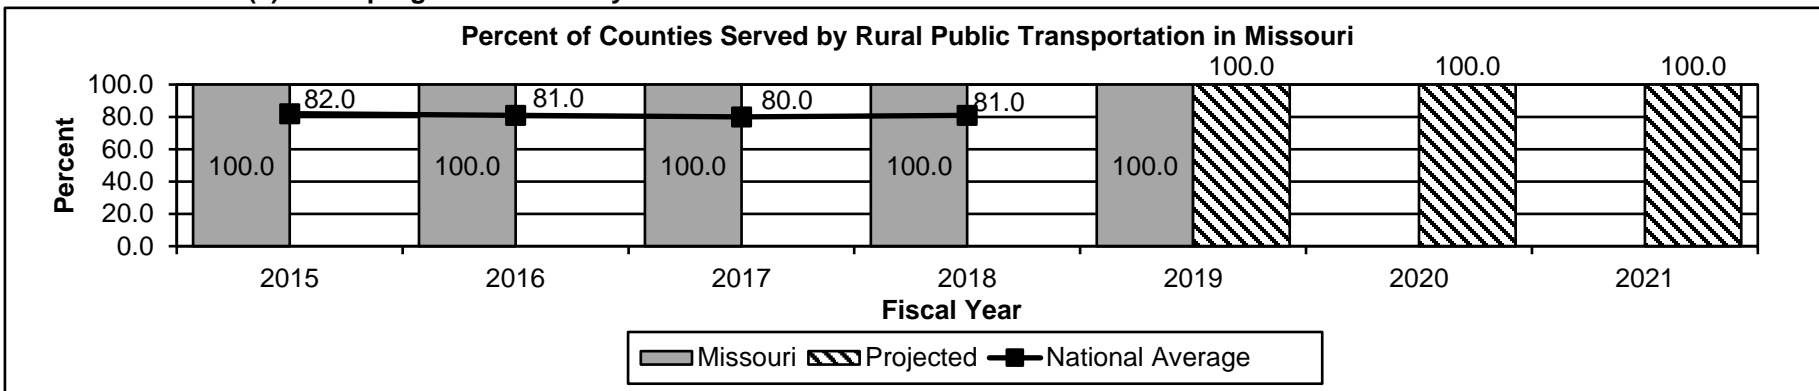 Percent of Counties Served by Rural Public Transportation in Missouri
100.0 100.0 100.0
100.0
80.0
60.0
40.0
20.0
0.0
Percent
82.0 81.0 80.0 81.0
100.0 100.0 100.0 100.0 100.0
2015 2016 2017 2018 2019 2020 2021
Fiscal Year
Missouri Projected National Average